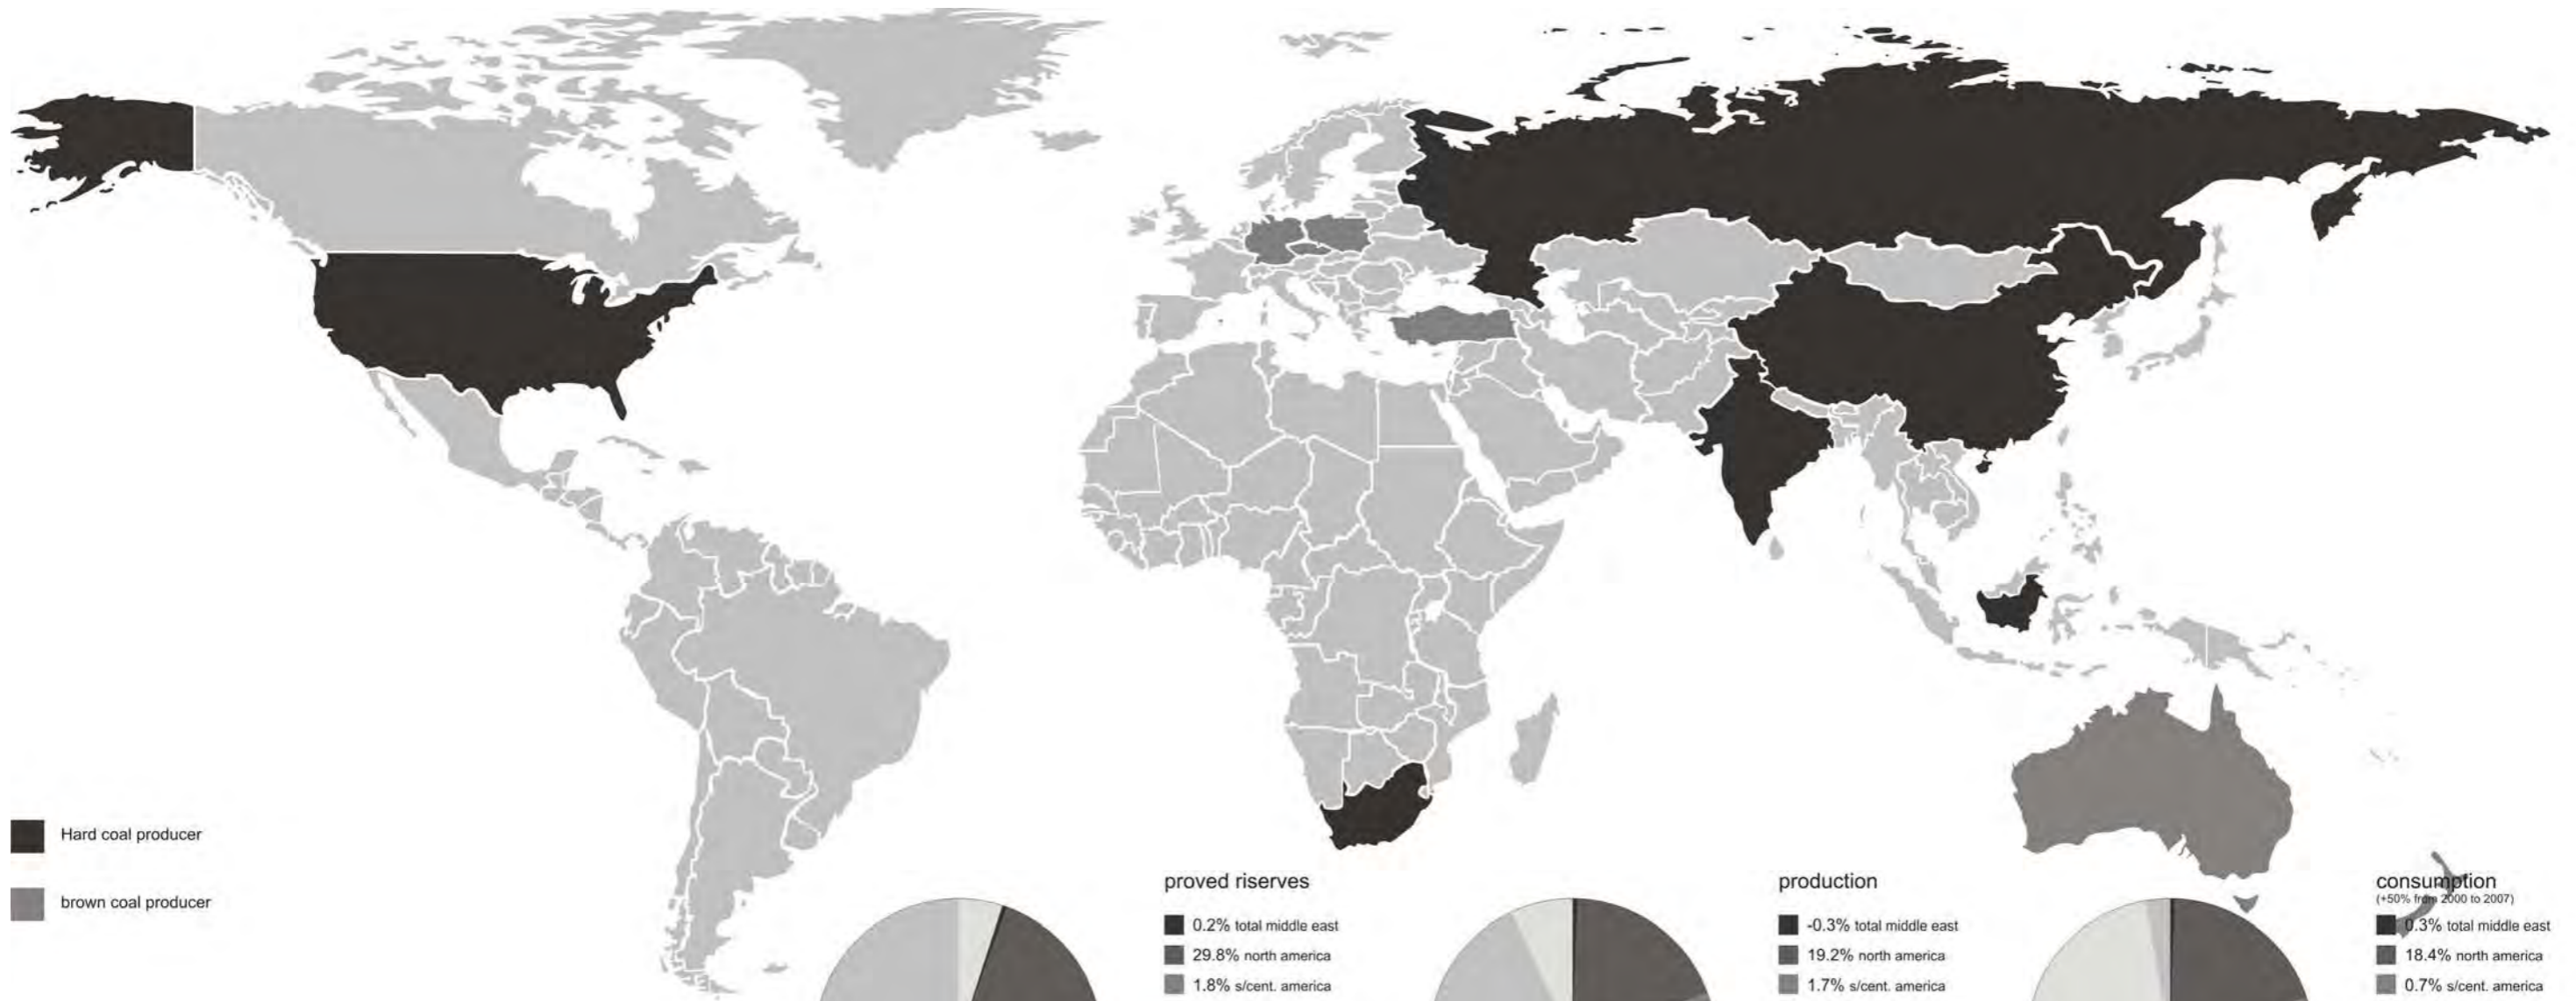 Hard coal producer
brown coal producer
proved riserves
0.2% total middle east
29.8% north america
1.8% s/cent. america
production
-0.3% total middle east
19.2% north america
1.7% s/cent. america
consumption
(+50% from 2000 to 2007)
0.3% total middle east
18.4% north america
0.7% s/cent. america